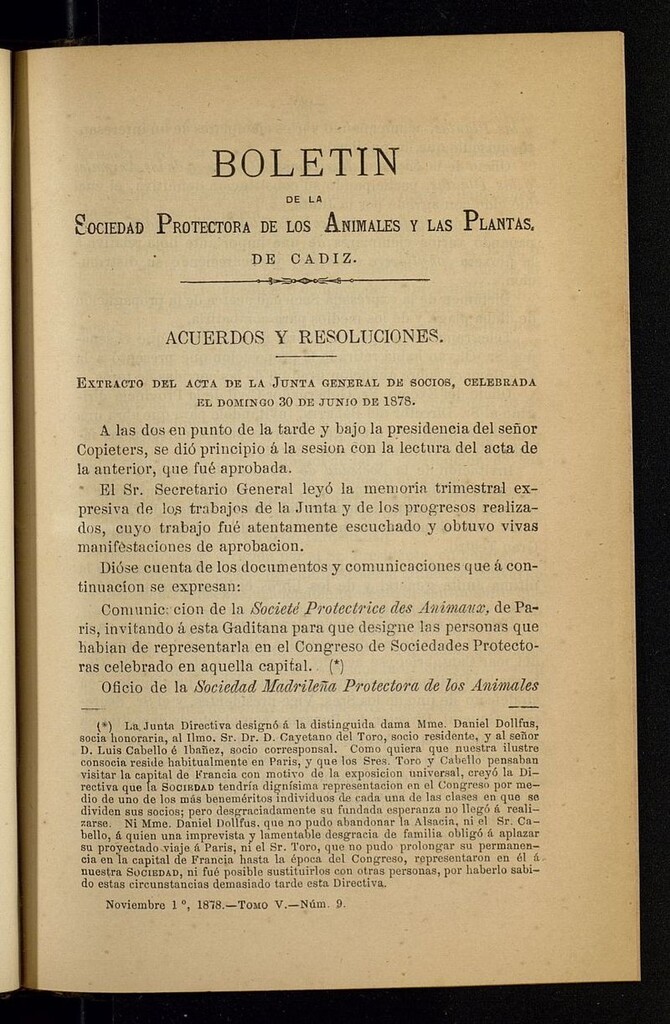 BOLETIN
DE LA
SOCIEDAD PROTECTORA DE LOS ANIMALES Y LAS PLANTAS.
DE CADIZ.
ACUERDOS Y RESOLUCIONES.
EXTRACTO DEL ACTA DE LA JUNTA GENERAL DE SOCIOS, CELEBRADA
EL DOMINGO 30 DE JUNIO DE 1878.
A las dos en punto de la tarde y bajo la presidencia del señor
Copieters, se dió principio á la sesion con la lectura del acta de
la anterior, que fué aprobada.
El Sr. Secretario General leyó la memoria trimestral ex-
presiva de los trabajos de la Junta y de los progresos realiza-
dos, cuyo trabajo fué atentamente escuchado y obtuvo vivas
manifestaciones de aprobacion.
Dióse cuenta de los documentos y comunicaciones que á con-
tinuacion se expresan:
Comunic: cion de la Societé Protectrice des Animaux, de Pa-
ris, invitando á esta Gaditana para que designe las personas que
habian de representarla en el Congreso de Sociedades Protecto-
ras celebrado en aquella capital. (*)
Oficio de la Sociedad Madrileña Protectora de los Animales
(*) La Junta Directiva designó á la distinguida dama Mme. Daniel Dollfus,
socia honoraria, al Ilmo. Sr. Dr. D. Cayetano del Toro, socio residente, y al señor
D. Luis Cabello é Ibañez, socio corresponsal. Como quiera que nuestra ilustre
consocia reside habitualmente en Paris, y que los Sres. Toro y Cabello pensaban
visitar la capital de Francia con motivo de la exposicion universal, creyó la Di-
rectiva que la SOCIEDAD tendría dignísima representacion en el Congreso por me-
dio de uno de los más beneméritos individuos de cada una de las clases en que se
dividen sus socios; pero desgraciadamente su fundada esperanza no llegó á reali-
zarse. Ni Mme. Daniel Dollfus, que no pudo abandonar la Alsacia, ni el Sr. Ca-
bello, á quien una imprevista y lamentable desgracia de familia obligó á aplazar
su proyectado viaje á Paris, ni el Sr. Toro, que no pudo prolongar su permanen-
cia en la capital de Francia hasta la época del Congreso, representaron en él á
nuestra SOCIEDAD, ni fué posible sustituirlos con otras personas, por haberlo sabi-
do estas circunstancias demasiado tarde esta Directiva.
Noviembre 1º, 1878.—TOMO V.—Núm. 9.